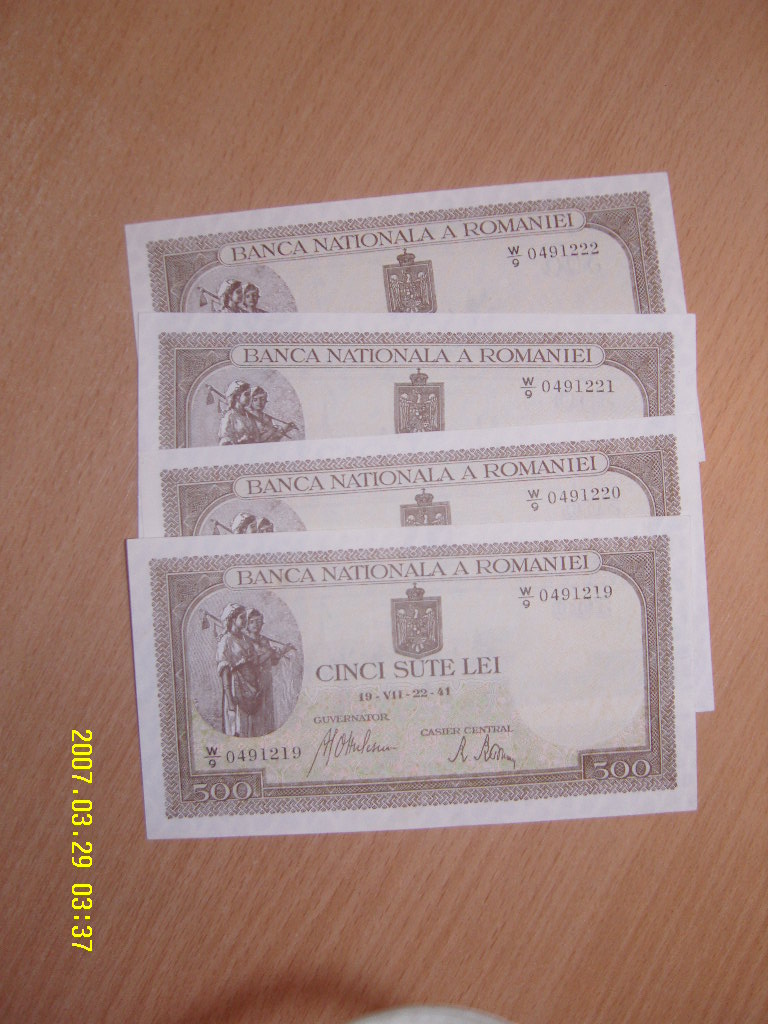 BANCA NATIONALA A ROMANIEI
W/9 0491222
BANCA NATIONALA A ROMANIEI
W/9 0491221
BANCA NATIONALA A ROMANIEI
W/9 0491220
BANCA NATIONALA A ROMANIEI
W/9 0491219
CINCI SUTE LEI
19-VII-22-41
GUVERNATOR
CASIER CENTRAL
W/9 0491219
500
500
2007.03.29 03:37